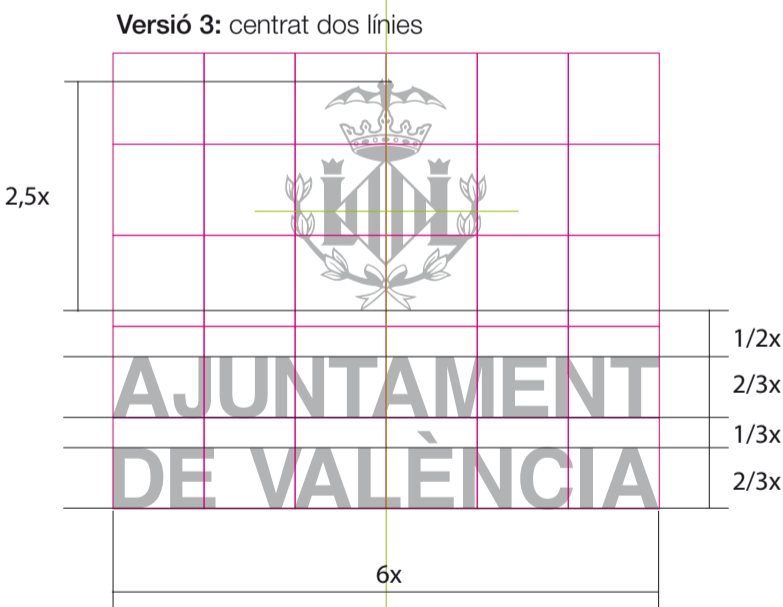 Versió 3: centrat dos línies
2,5x
1/2x
AJUNTAMENT
2/3x
1/3x
DE VALÈNCIA
2/3x
6x